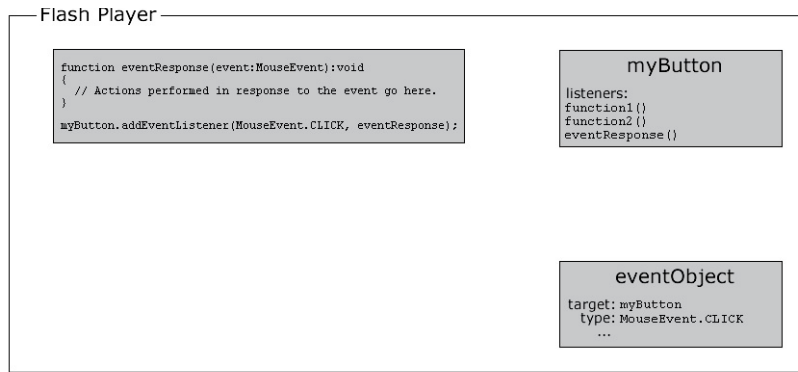 Flash Player
function eventResponse(event:MouseEvent):void
{
// Actions performed in response to the event go here.
}
myButton.addEventListener(MouseEvent.CLICK, eventResponse);
myButton
listeners:
function1()
function2()
eventResponse()
eventObject
target: myButton
type: MouseEvent.CLICK
...